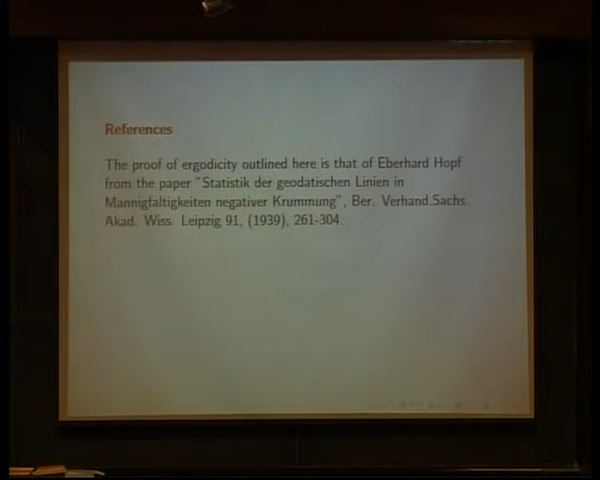 References
The proof of ergodicity outlined here is that of Eberhard Hopf
from the paper "Statistik der geodatischen Linien in
Mannigfaltigkeiten negativer Krummung", Ber. Verhand.Sachs.
Akad. Wiss. Leipzig 91, (1939), 261-304.